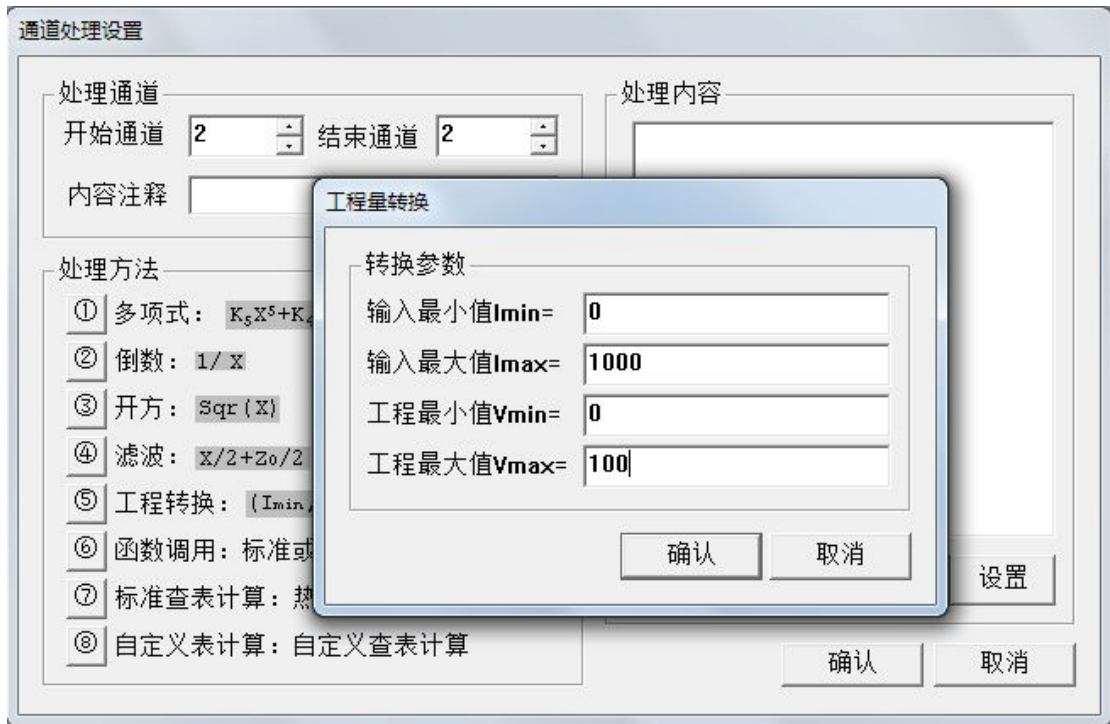 通道处理设置
处理通道
开始通道 2 结束通道 2
内容注释
处理内容
工程量转换
转换参数
输入最小值Imin= 0
输入最大值Imax= 1000
工程最小值Vmin= 0
工程最大值Vmax= 100
确认 取消
处理方法
① 多项式: K₅X⁵+K
② 倒数: 1/ X
③ 开方: Sqr(X)
④ 滤波: X/2+Zo/2
⑤ 工程转换: (Imin,
⑥ 函数调用: 标准或
⑦ 标准查表计算: 热
⑧ 自定义表计算: 自定义查表计算
设置
确认 取消